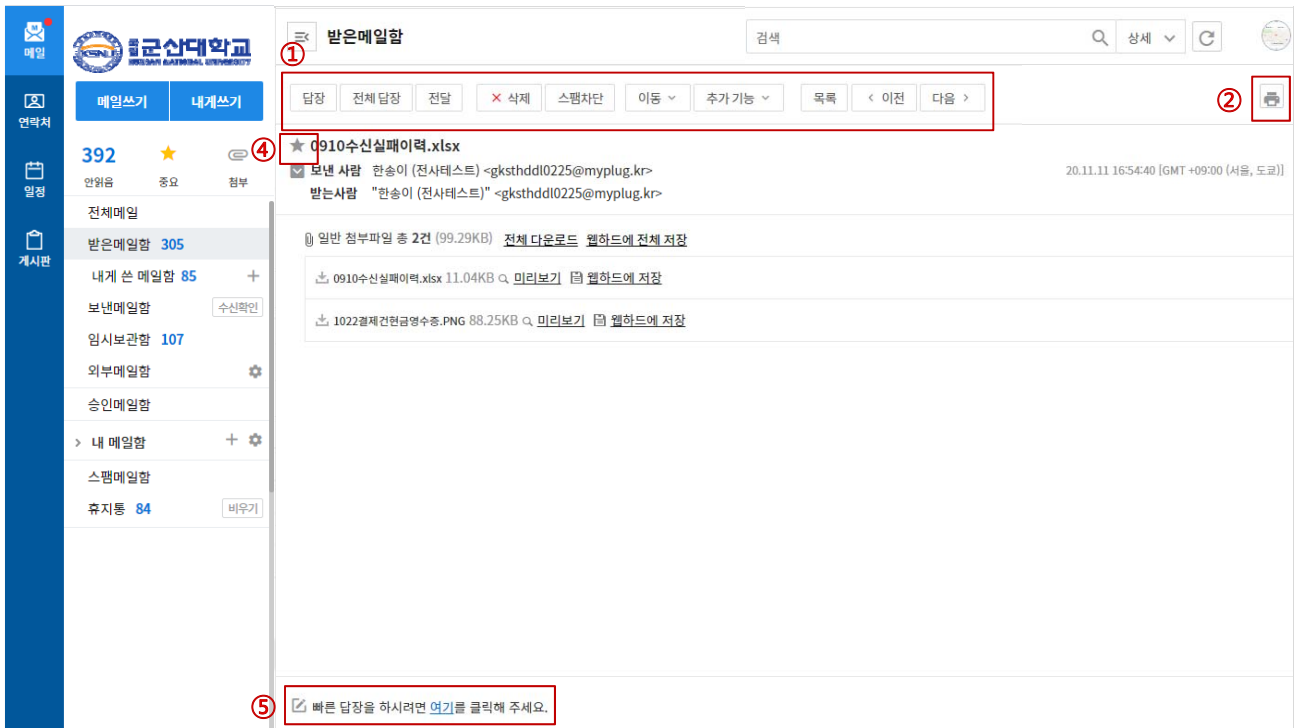 메일
연락처
일정
게시판
국립군산대학교
KUNSAN NATIONAL UNIVERSITY
메일쓰기 내게쓰기
392
안읽음 중요 첨부
전체메일
받은메일함 305
내게 쓴 메일함 85
보낸메일함 수신확인
임시보관함 107
외부메일함
승인메일함
내 메일함
스팸메일함
휴지통 84 비우기
받은메일함 검색 상세
①
답장 전체답장 전달 삭제 스팸차단 이동 추가기능 목록 < 이전 다음 >
②
④
0910수신실패이력.xlsx
보낸 사람 한송이 (전사테스트) <gksthddl0225@myplug.kr> 20.11.11 16:54:40 [GMT +09:00 (서울, 도쿄)]
받는사람 "한송이 (전사테스트)" <gksthddl0225@myplug.kr>
일반 첨부파일 총 2건 (99.29KB) 전체 다운로드 웹하드에 전체 저장
0910수신실패이력.xlsx 11.04KB 미리보기 웹하드에 저장
1022결제건현금영수증.PNG 88.25KB 미리보기 웹하드에 저장
⑤
빠른 답장을 하시려면 여기를 클릭해 주세요.